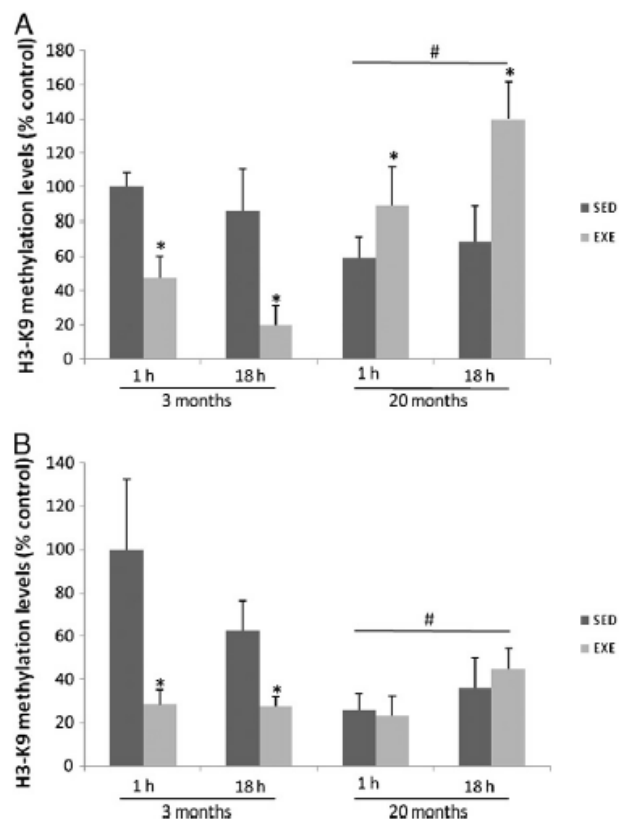 A
H3-K9 methylation levels (% control)
180
160
140
120
100
80
60
40
20
0
*
*
*
*
#
SED
EXE
1 h
18 h
1 h
18 h
3 months
20 months
B
H3-K9 methylation levels (% control)
140
120
100
80
60
40
20
0
*
*
#
SED
EXE
1 h
18 h
1 h
18 h
3 months
20 months